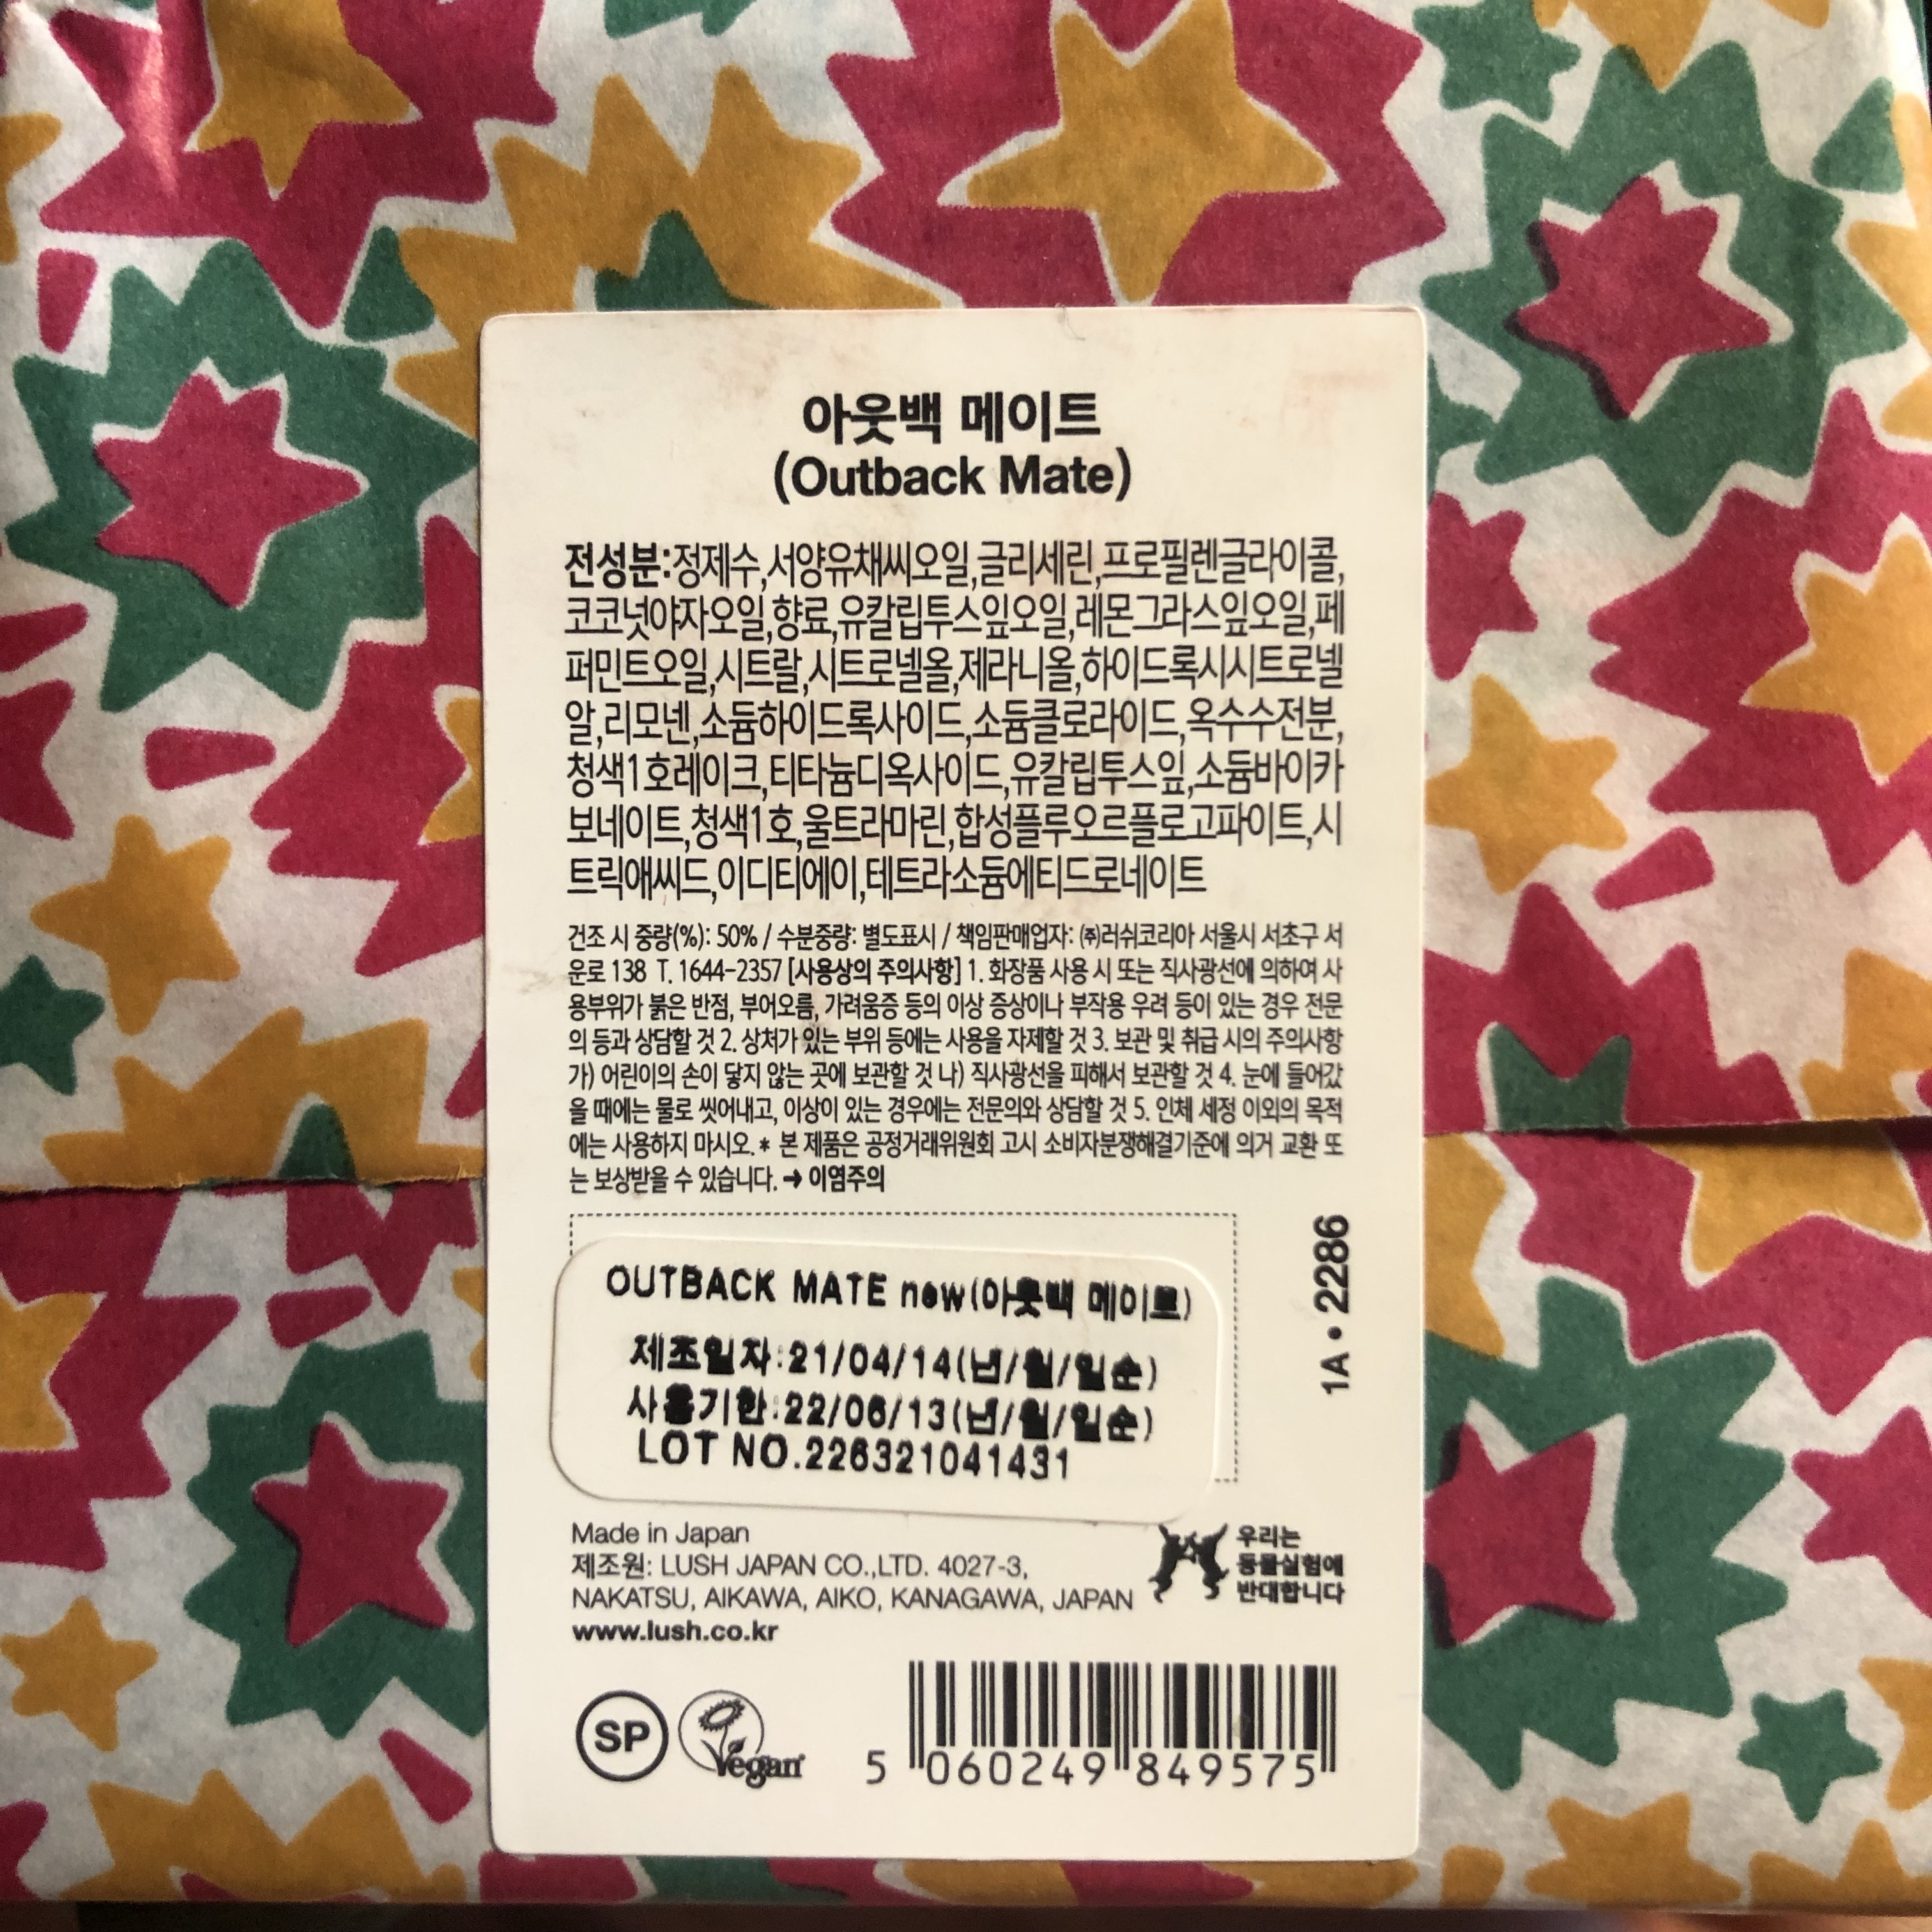 아웃백 메이트
(Outback Mate)
전성분:정제수,서양유채씨오일,글리세린,프로필렌글라이콜,
코코넛야자오일,향료,유칼립투스잎오일,레몬그라스잎오일,페
퍼민트오일,시트랄,시트로넬올,제라니올,하이드록시시트로넬
알,리모넨,소듐하이드록사이드,소듐클로라이드,옥수수전분,
청색1호레이크,티타늄디옥사이드,유칼립투스잎,소듐바이카
보네이트,청색1호,울트라마린,합성플루오르플로고파이트,시
트릭애씨드,이디티에이,테트라소듐에티드로네이트
건조 시 중량(%): 50% / 수분중량: 별도표시 / 책임판매업자: ㈜러쉬코리아 서울시 서초구 서
운로 138 T. 1644-2357 [사용상의 주의사항] 1. 화장품 사용 시 또는 직사광선에 의하여 사
용부위가 붉은 반점, 부어오름, 가려움증 등의 이상 증상이나 부작용 우려 등이 있는 경우 전문
의 등과 상담할 것 2. 상처가 있는 부위 등에는 사용을 자제할 것 3. 보관 및 취급 시의 주의사항
가) 어린이의 손이 닿지 않는 곳에 보관할 것 나) 직사광선을 피해서 보관할 것 4. 눈에 들어갔
을 때에는 물로 씻어내고, 이상이 있는 경우에는 전문의와 상담할 것 5. 인체 세정 이외의 목적
에는 사용하지 마시오.* 본 제품은 공정거래위원회 고시 소비자분쟁해결기준에 의거 교환 또
는 보상받을 수 있습니다. → 이염주의
OUTBACK MATE new(아웃백 메이트)
제조일자:21/04/14(년/월/일순)
사용기한:22/06/13(년/월/일순)
LOT NO.226321041431
1A • 2286
Made in Japan
제조원: LUSH JAPAN CO.,LTD. 4027-3,
NAKATSU, AIKAWA, AIKO, KANAGAWA, JAPAN
www.lush.co.kr
우리는
동물실험에
반대합니다
SP
Vegan
5 060249 849575